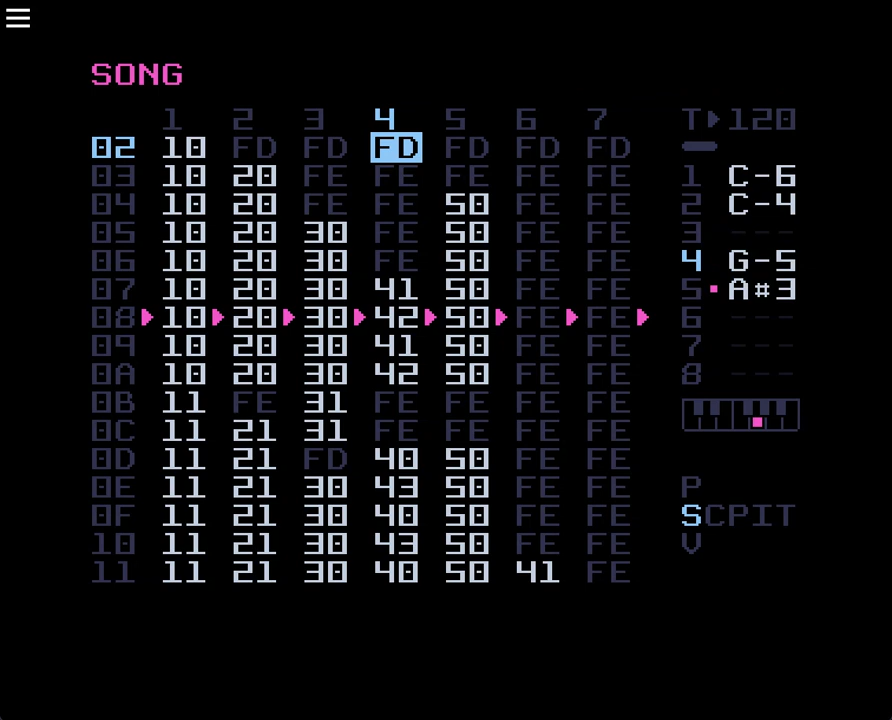 SONG
1 2 3 4 5 6 7 T 120
02 10 FD FD FD FD FD FD
03 10 20 FE FE FE FE FE 1 C-6
04 10 20 FE FE 50 FE FE 2 C-4
05 10 20 30 FE 50 FE FE 3 ---
06 10 20 30 FE 50 FE FE 4 G-5
07 10 20 30 41 50 FE FE 5 A#3
08 10 20 30 42 50 FE FE 6 ---
09 10 20 30 41 50 FE FE 7 ---
0A 10 20 30 42 50 FE FE 8 ---
0B 11 FE 31 FE FE FE FE
0C 11 21 31 FE FE FE FE
0D 11 21 FD 40 50 FE FE
0E 11 21 30 43 50 FE FE P
0F 11 21 30 40 50 FE FE SCPIT
10 11 21 30 43 50 FE FE V
11 11 21 30 40 50 41 FE